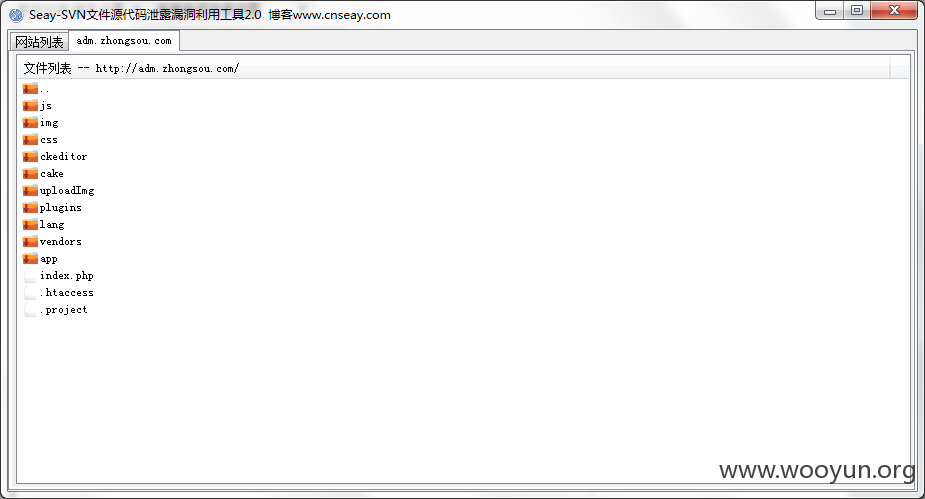 Seay-SVN文件源代码泄露漏洞利用工具2.0 博客www.cnseay.com
网站列表 adm.zhongsou.com
文件列表 -- http://adm.zhongsou.com/
..
js
img
css
ckeditor
cake
uploadImg
plugins
lang
vendors
app
index.php
.htaccess
.project
www.wooyun.org